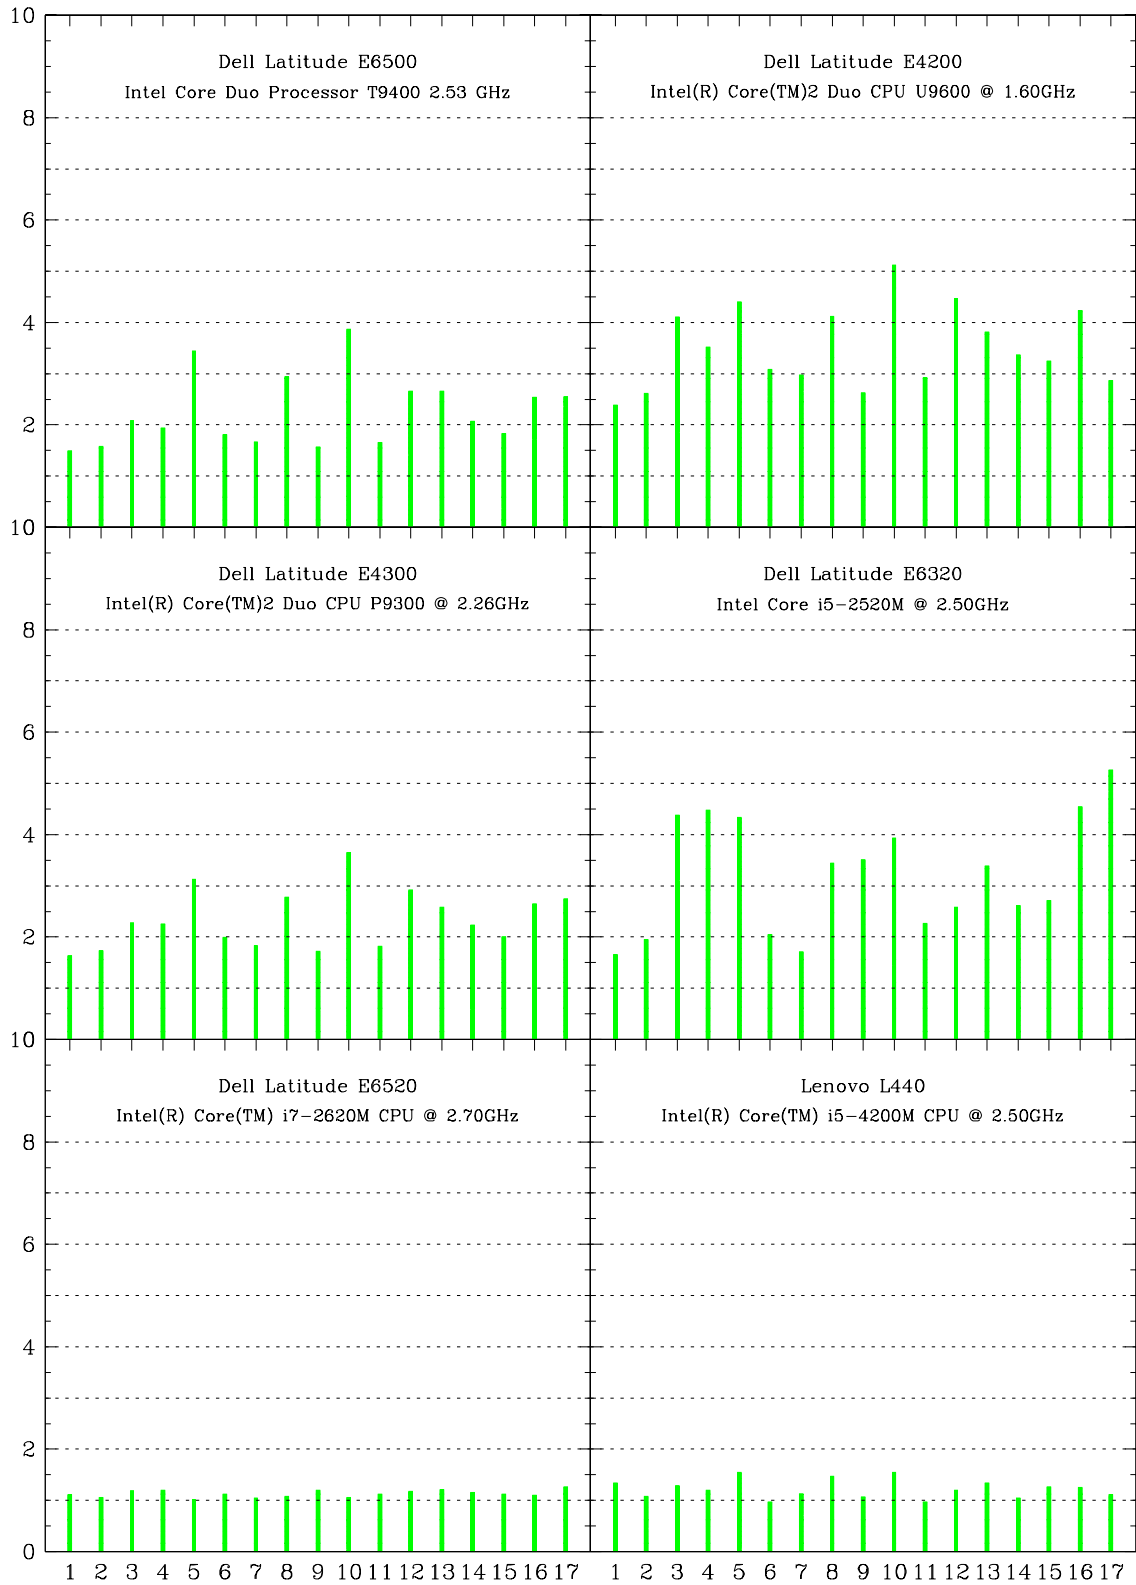 10
Dell Latitude E6500
Intel Core Duo Processor T9400 2.53 GHz
8
6
4
2
Dell Latitude E4200
Intel(R) Core(TM)2 Duo CPU U9600 @ 1.60GHz
10
Dell Latitude E4300
Intel(R) Core(TM)2 Duo CPU P9300 @ 2.26GHz
8
6
4
2
Dell Latitude E6320
Intel Core i5-2520M @ 2.50GHz
10
Dell Latitude E6520
Intel(R) Core(TM) i7-2620M CPU @ 2.70GHz
8
6
4
2
0
Lenovo L440
Intel(R) Core(TM) i5-4200M CPU @ 2.50GHz
1 2 3 4 5 6 7 8 9 10 11 12 13 14 15 16 17
1 2 3 4 5 6 7 8 9 10 11 12 13 14 15 16 17